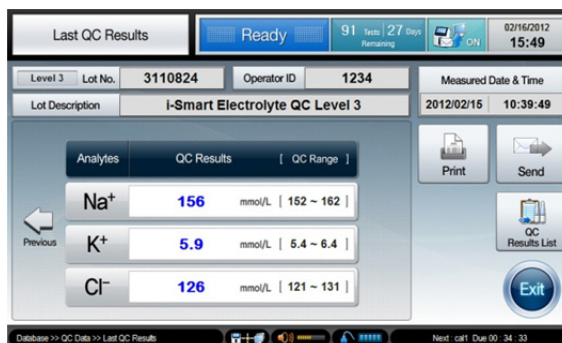 Last QC Results
Ready
91 Tests 27 Days
Remaining
ON
02/16/2012
15:49
Level 3 Lot No. 3110824 Operator ID 1234
Measured Date & Time
Lot Description i-Smart Electrolyte QC Level 3
2012/02/15 10:39:49
Analytes QC Results [ QC Range ]
Na⁺ 156 mmol/L [ 152 ~ 162 ]
K⁺ 5.9 mmol/L [ 5.4 ~ 6.4 ]
Cl⁻ 126 mmol/L [ 121 ~ 131 ]
Previous
Print
Send
QC
Results List
Exit
Database >> QC Data >> Last QC Results
Next : cal1 Due 00 : 34 : 33